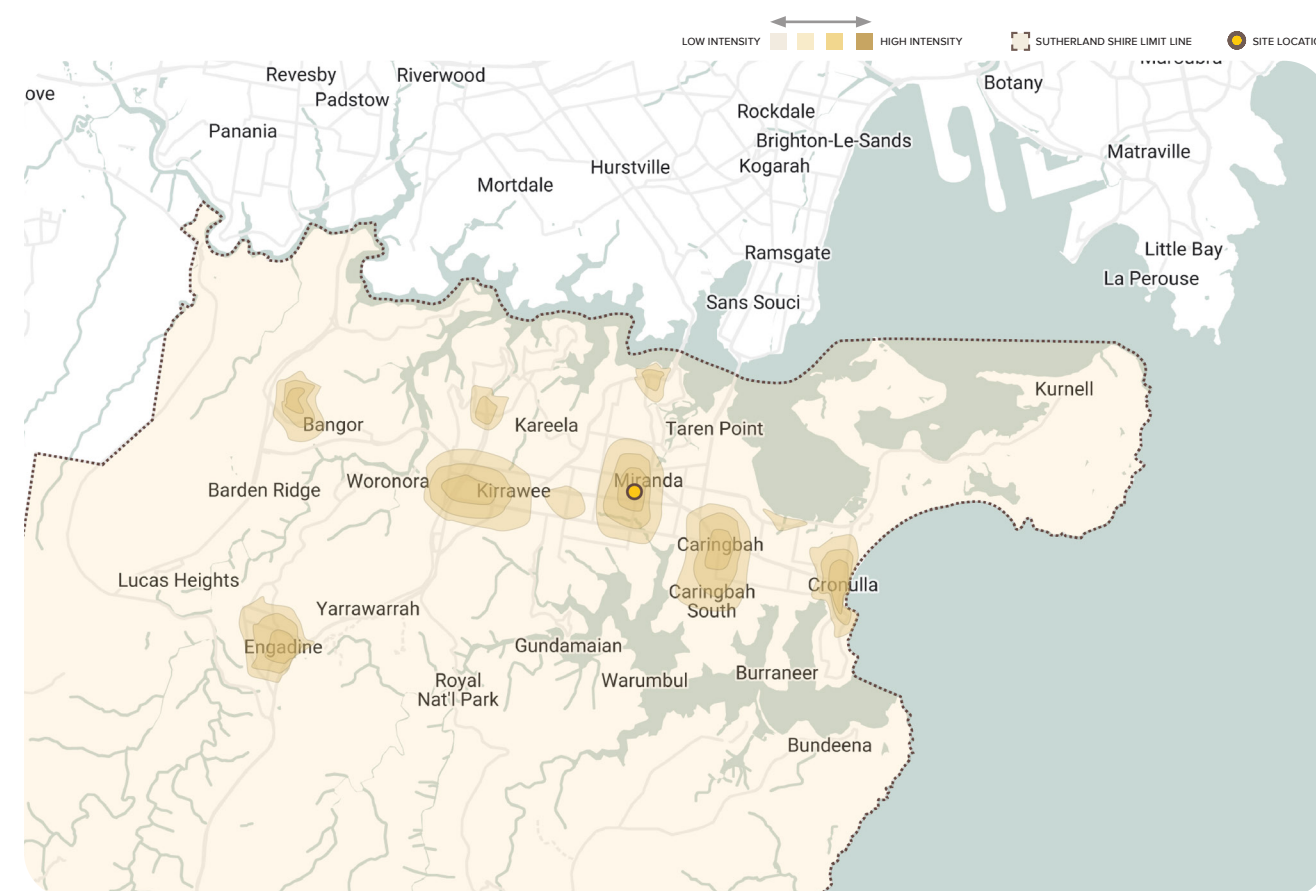 LOW INTENSITY
HIGH INTENSITY
SUTHERLAND SHIRE LIMIT LINE
Revesby
Riverwood
Botany
ove
Padstow
Rockdale
Panania
Brighton-Le-Sands
Matraville
Hurstville
Kogarah
Mortdale
Ramsgate
Little Bay
La Perouse
Sans Souci
Kurnell
Bangor
Kareela
Taren Point
Woronora
Miranda
Barden Ridge
Kirrawee
Caringbah
Lucas Heights
Cronulla
Caringbah
South
Yarrawarrah
Engadine
Gundamaian
Burraneer
Royal
Nat'l Park
Warumbul
Bundeena